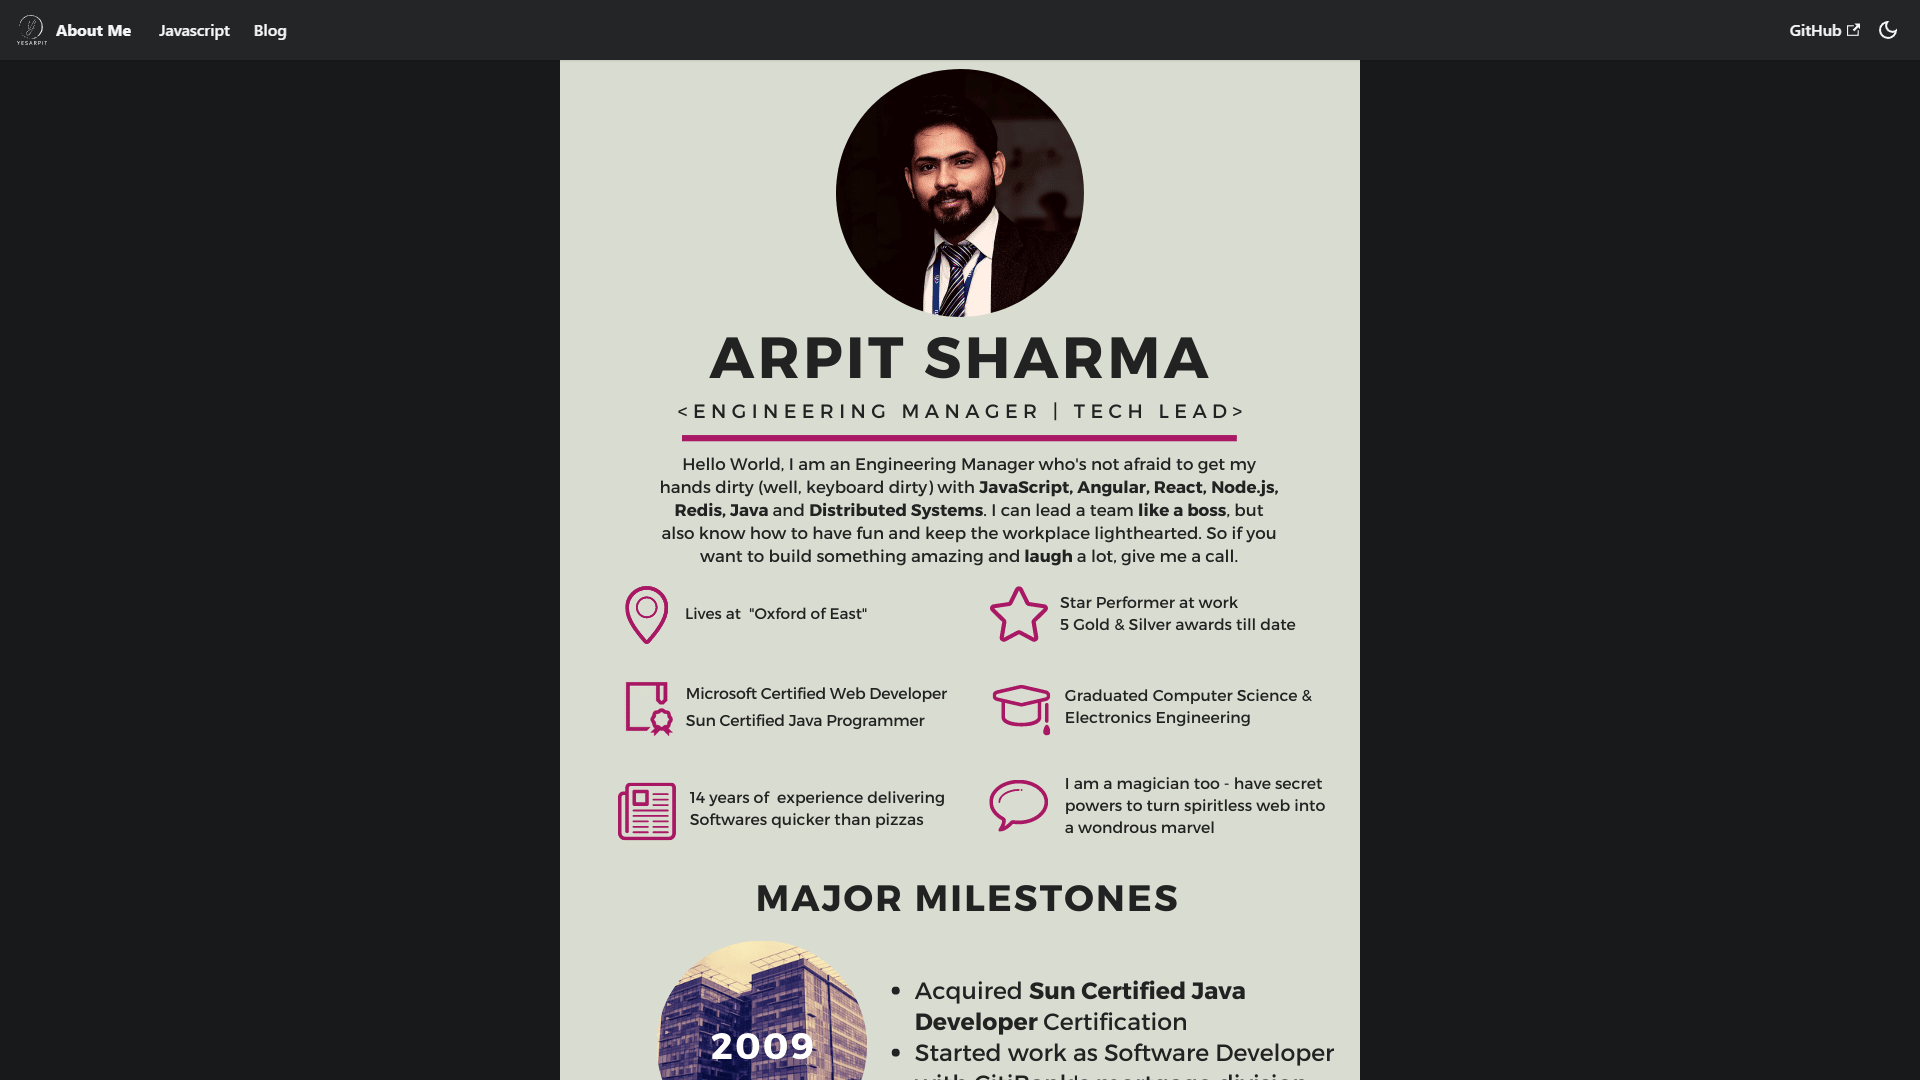 YESARPIT
About Me
Javascript
Blog
GitHub
ARPIT SHARMA
<ENGINEERING MANAGER | TECH LEAD>
Hello World, I am an Engineering Manager who's not afraid to get my
hands dirty (well, keyboard dirty) with JavaScript, Angular, React, Node.js,
Redis, Java and Distributed Systems. I can lead a team like a boss, but
also know how to have fun and keep the workplace lighthearted. So if you
want to build something amazing and laugh a lot, give me a call.
Lives at "Oxford of East"
Star Performer at work
5 Gold & Silver awards till date
Microsoft Certified Web Developer
Sun Certified Java Programmer
Graduated Computer Science &
Electronics Engineering
14 years of experience delivering
Softwares quicker than pizzas
I am a magician too - have secret
powers to turn spiritless web into
a wondrous marvel
MAJOR MILESTONES
2009
• Acquired Sun Certified Java
Developer Certification
• Started work as Software Developer
with CitiBank's mortgage division